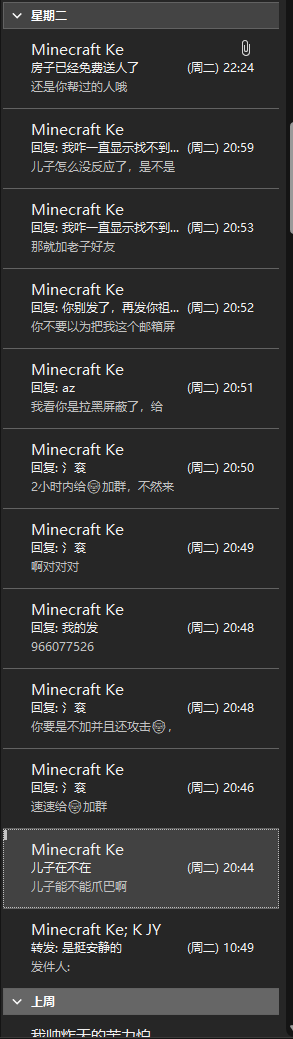 星期二
Minecraft Ke
房子已经免费送人了 (周二) 22:24
还是你帮过的人哦
Minecraft Ke
回复: 我咋一直显示找不到... (周二) 20:59
儿子怎么没反应了，是不是
Minecraft Ke
回复: 我咋一直显示找不到... (周二) 20:53
那就加老子好友
Minecraft Ke
回复: 你别发了，再发你祖... (周二) 20:52
你不要以为把我这个邮箱屏
Minecraft Ke
回复: az (周二) 20:51
我看你是拉黑屏蔽了，给
Minecraft Ke
回复: 氵衮 (周二) 20:50
2小时内给😅加群，不然来
Minecraft Ke
回复: 氵衮 (周二) 20:49
啊对对对
Minecraft Ke
回复: 我的发 (周二) 20:48
966077526
Minecraft Ke
回复: 氵衮 (周二) 20:48
你要是不加并且还攻击😅，
Minecraft Ke
回复: 氵衮 (周二) 20:46
速速给😅加群
Minecraft Ke
儿子在不在 (周二) 20:44
儿子能不能爪巴啊
Minecraft Ke; K JY
转发: 是挺安静的 (周二) 10:49
发件人:
上周